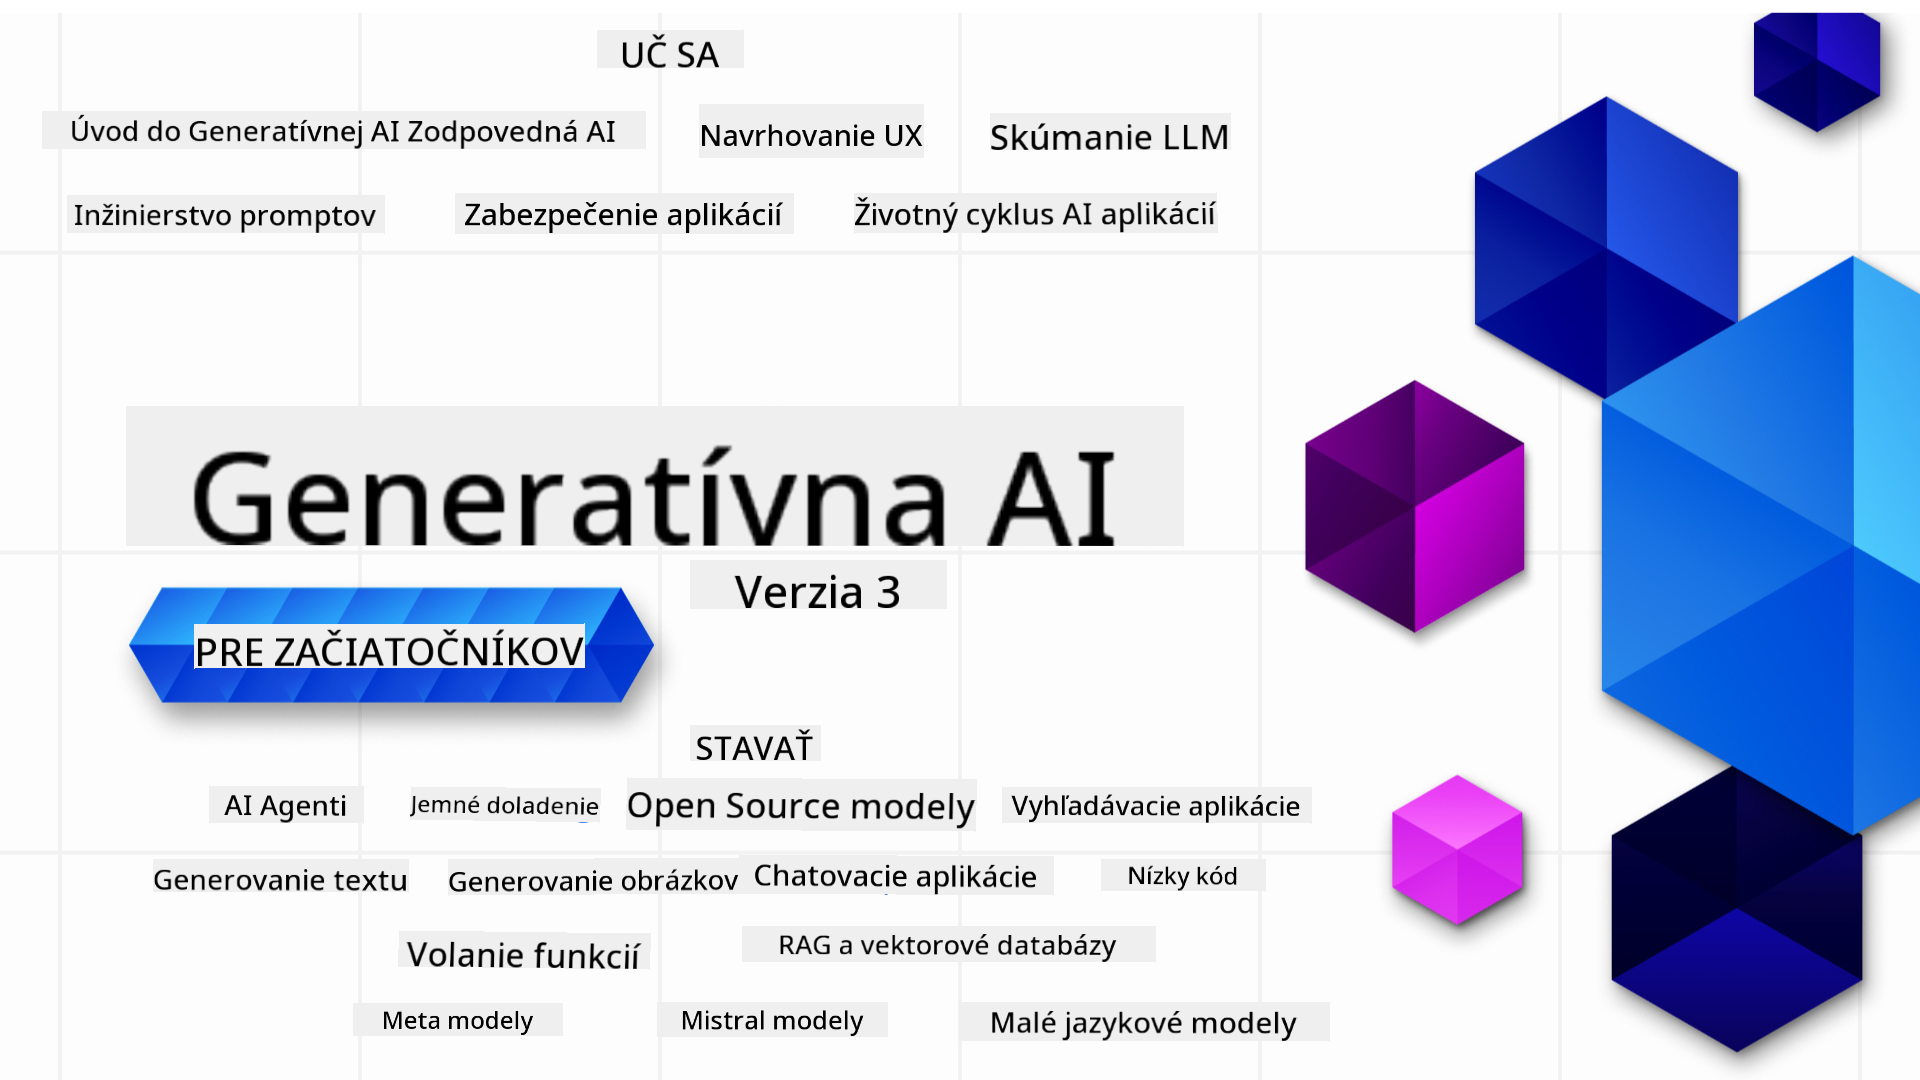 UČ SA
Úvod do Generatívnej AI Zodpovedná AI
Navrhovanie UX
Skúmanie LLM
Inžinierstvo promptov
Zabezpečenie aplikácií
Životný cyklus AI aplikácií
Generatívna AI
Verzia 3
PRE ZAČIATOČNÍKOV
STAVAŤ
AI Agenti
Jemné doladenie
Open Source modely
Vyhľadávacie aplikácie
Generovanie textu
Generovanie obrázkov
Chatovacie aplikácie
Nízky kód
Volanie funkcií
RAG a vektorové databázy
Meta modely
Mistral modely
Malé jazykové modely